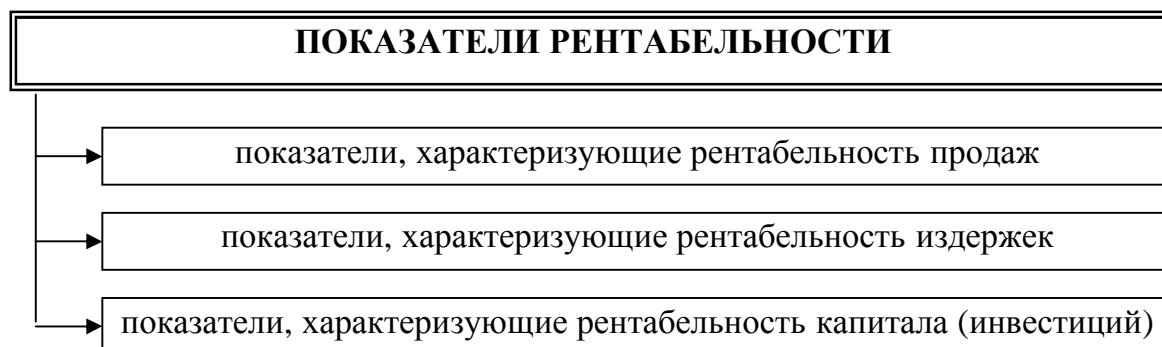 ПОКАЗАТЕЛИ РЕНТАБЕЛЬНОСТИ
показатели, характеризующие рентабельность продаж
показатели, характеризующие рентабельность издержек
показатели, характеризующие рентабельность капитала (инвестиций)